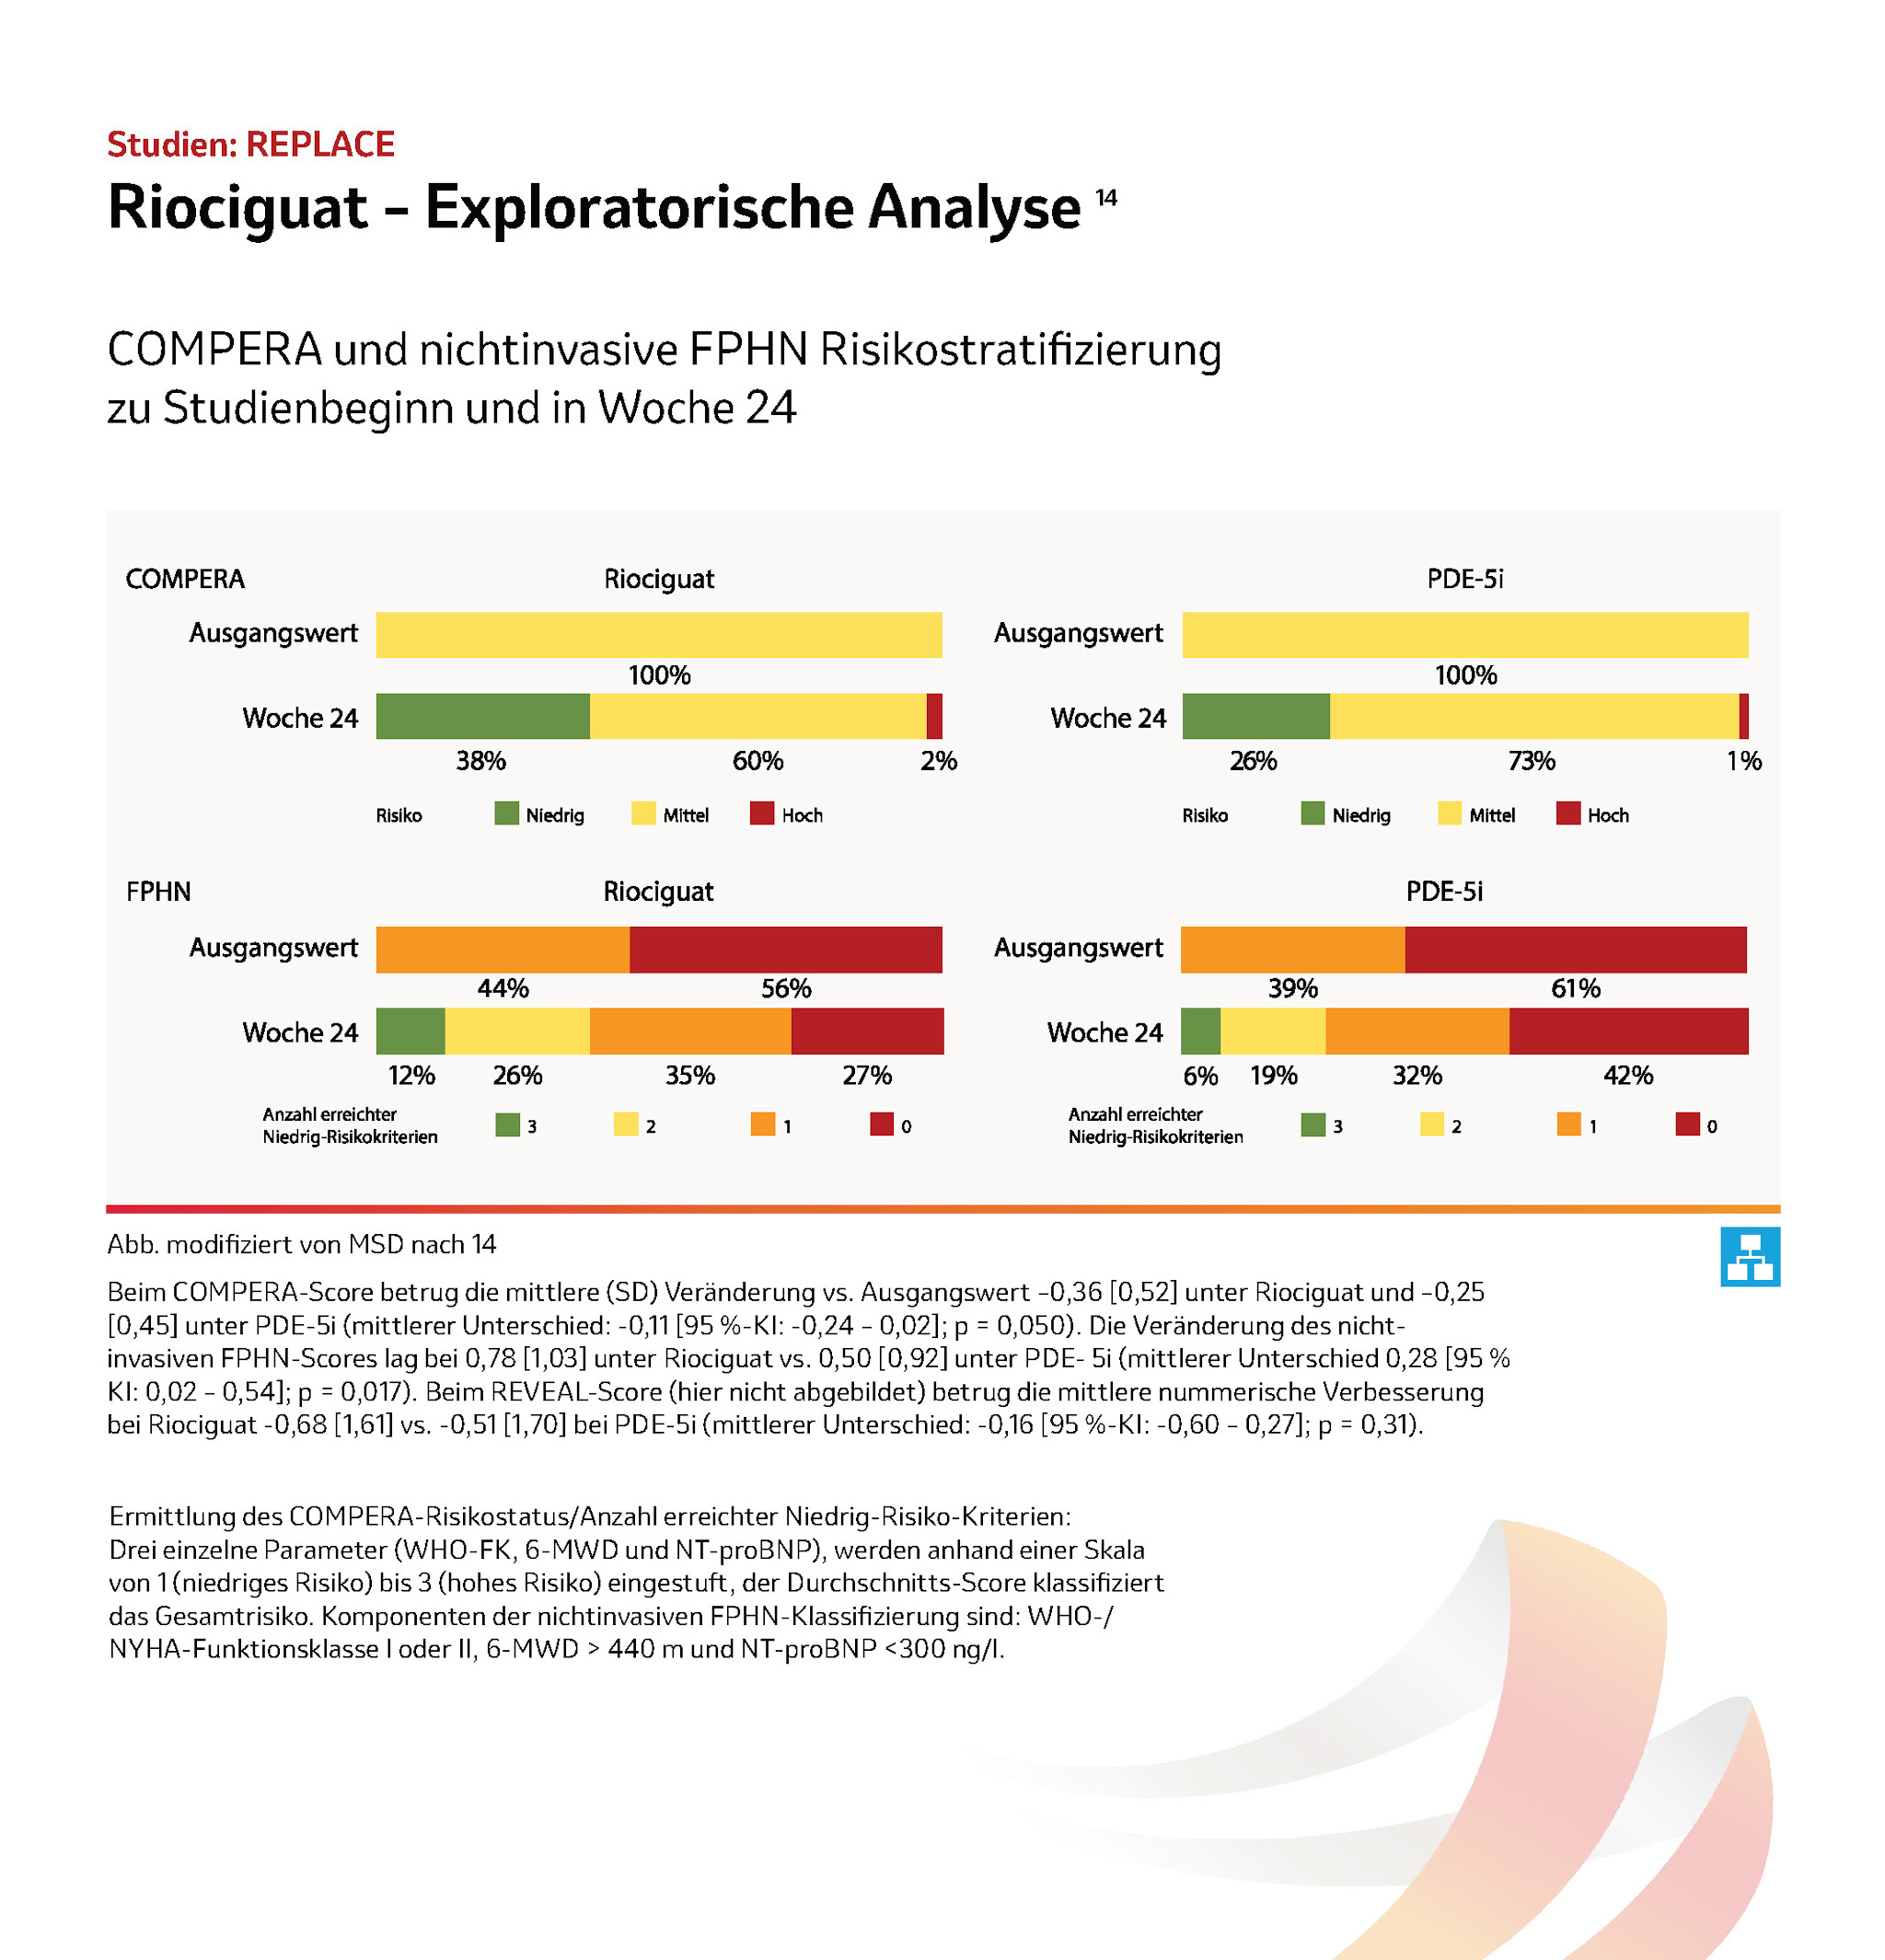 Studien: REPLACE
Riociguat – Exploratorische Analyse 14
COMPERA und nichtinvasive FPHN Risikostratifizierung
zu Studienbeginn und in Woche 24
COMPERA Riociguat PDE-5i
Ausgangswert Ausgangswert
100% 100%
Woche 24 Woche 24
38% 60% 2% 26% 73% 1%
Risiko Niedrig Mittel Hoch Risiko Niedrig Mittel Hoch
FPHN Riociguat PDE-5i
Ausgangswert Ausgangswert
44% 56% 39% 61%
Woche 24 Woche 24
12% 26% 35% 27% 6% 19% 32% 42%
Anzahl erreichter Anzahl erreichter
Niedrig-Risikokriterien 3 2 1 0 Niedrig-Risikokriterien 3 2 1 0
Abb. modifiziert von MSD nach 14
Beim COMPERA-Score betrug die mittlere (SD) Veränderung vs. Ausgangswert –0,36 [0,52] unter Riociguat und –0,25
[0,45] unter PDE-5i (mittlerer Unterschied: -0,11 [95 %-KI: -0,24 – 0,02]; p = 0,050). Die Veränderung des nicht-
invasiven FPHN-Scores lag bei 0,78 [1,03] unter Riociguat vs. 0,50 [0,92] unter PDE- 5i (mittlerer Unterschied 0,28 [95 %
KI: 0,02 – 0,54]; p = 0,017). Beim REVEAL-Score (hier nicht abgebildet) betrug die mittlere nummerische Verbesserung
bei Riociguat -0,68 [1,61] vs. -0,51 [1,70] bei PDE-5i (mittlerer Unterschied: -0,16 [95 %-KI: -0,60 – 0,27]; p = 0,31).
Ermittlung des COMPERA-Risikostatus/Anzahl erreichter Niedrig-Risiko-Kriterien:
Drei einzelne Parameter (WHO-FK, 6-MWD und NT-proBNP), werden anhand einer Skala
von 1 (niedriges Risiko) bis 3 (hohes Risiko) eingestuft, der Durchschnitts-Score klassifiziert
das Gesamtrisiko. Komponenten der nichtinvasiven FPHN-Klassifizierung sind: WHO-/
NYHA-Funktionsklasse I oder II, 6-MWD > 440 m und NT-proBNP <300 ng/l.